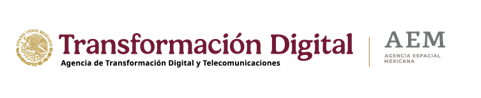 Transformación Digital
Agencia de Transformación Digital y Telecomunicaciones
AEM
AGENCIA ESPACIAL
MEXICANA